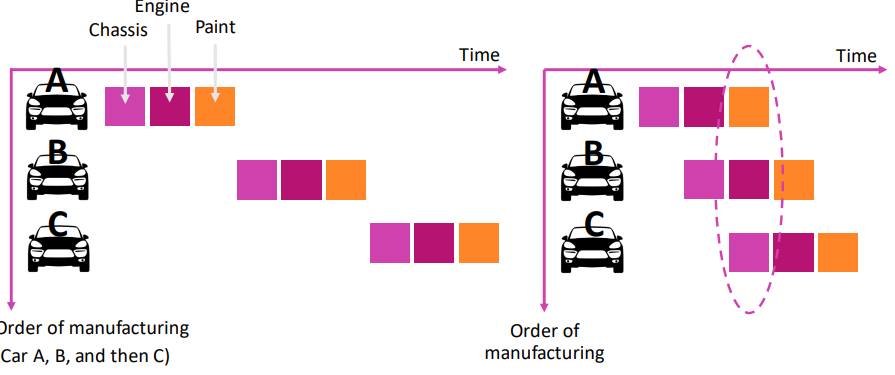 Engine
Chassis
Paint
Time
A
B
C
Order of manufacturing
Car A, B, and then C)
Time
A
B
C
Order of
manufacturing